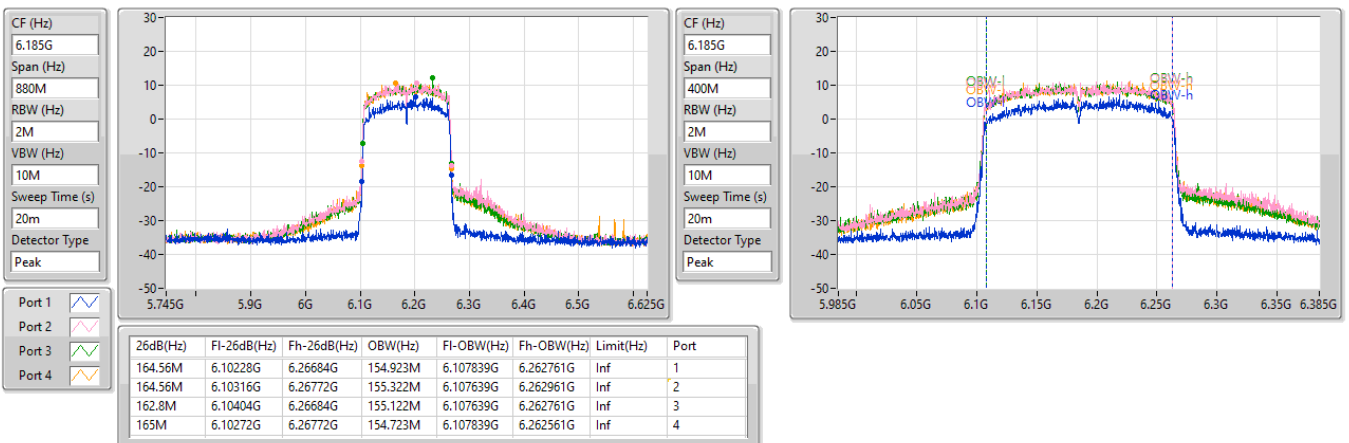 CF (Hz)
6.185G
Span (Hz)
880M
RBW (Hz)
2M
VBW (Hz)
10M
Sweep Time (s)
20m
Detector Type
Peak
30
20
10
0
-10
-20
-30
-40
-50
5.745G 5.9G 6G 6.1G 6.2G 6.3G 6.4G 6.5G 6.625G
CF (Hz)
6.185G
Span (Hz)
400M
RBW (Hz)
2M
VBW (Hz)
10M
Sweep Time (s)
20m
Detector Type
Peak
30
20
10
0
-10
-20
-30
-40
-50
OBW-h
OBW-h
OBW-h
5.985G 6.05G 6.1G 6.15G 6.2G 6.25G 6.3G 6.35G 6.385G
Port 1
Port 2
Port 3
Port 4
26dB(Hz) Fl-26dB(Hz) Fh-26dB(Hz) OBW(Hz) Fl-OBW(Hz) Fh-OBW(Hz) Limit(Hz) Port
164.56M 6.10228G 6.26684G 154.923M 6.107839G 6.262761G Inf 1
164.56M 6.10316G 6.26772G 155.322M 6.107639G 6.262961G Inf 2
162.8M 6.10404G 6.26684G 155.122M 6.107639G 6.262761G Inf 3
165M 6.10272G 6.26772G 154.723M 6.107839G 6.262561G Inf 4